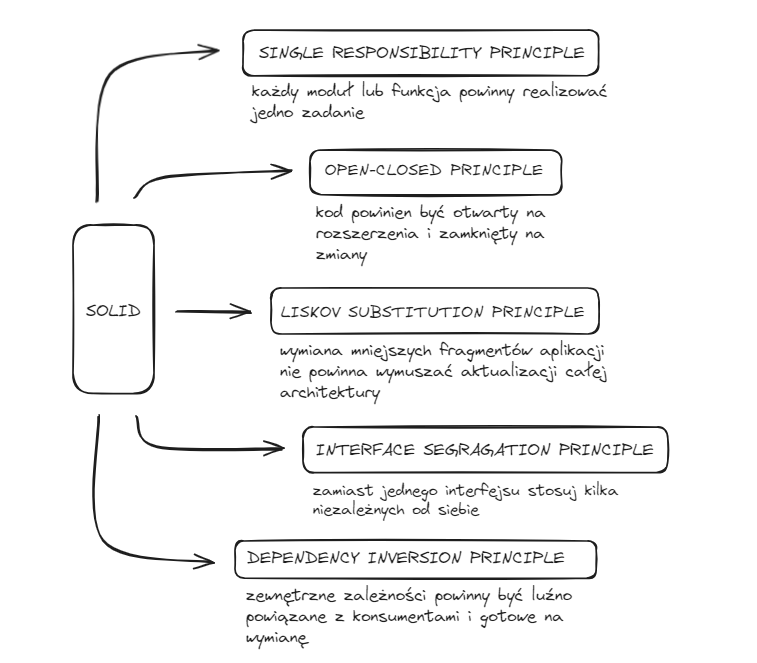 SINGLE RESPONSIBILITY PRINCIPLE
każdy moduł lub funkcja powinny realizować
jedno zadanie
OPEN-CLOSED PRINCIPLE
kod powinien być otwarty na
rozszerzenia i zamknięty na
zmiany
SOLID
LISKOV SUBSTITUTION PRINCIPLE
wymiana mniejszych fragmentów aplikacji
nie powinna wymuszać aktualizacji całej
architektury
INTERFACE SEGRAGATION PRINCIPLE
zamiast jednego interfejsu stosuj kilka
niezależnych od siebie
DEPENDENCY INVERSION PRINCIPLE
zewnętrzne zależności powinny być luźno
powiązane z konsumentami i gotowe na
wymianę